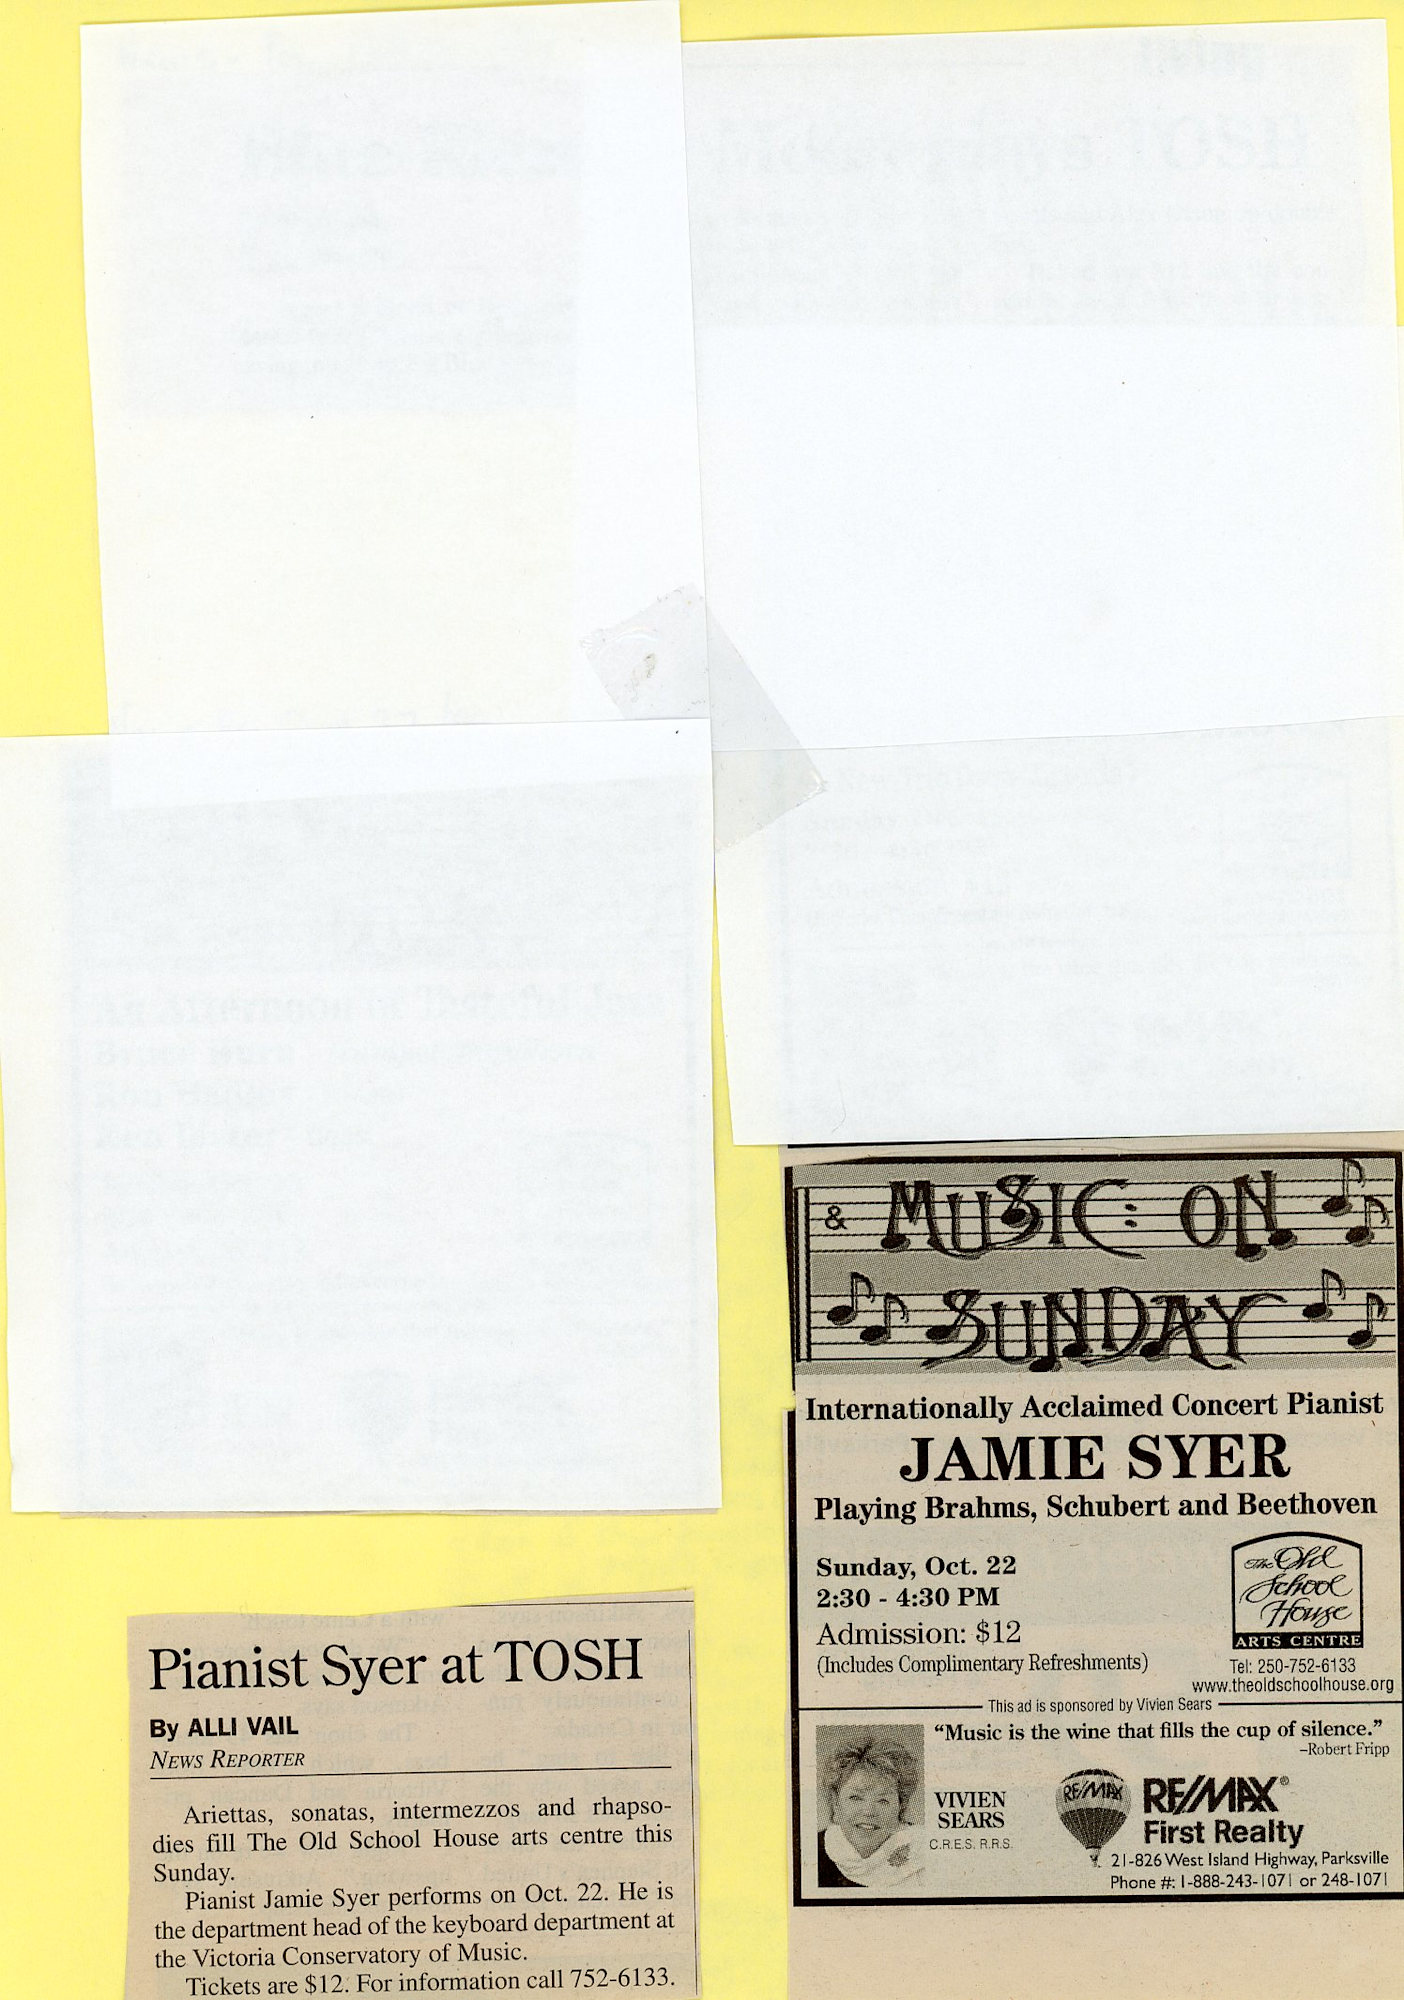 Pianist Syer at TOSH
By ALLI VAIL
NEWS REPORTER
Ariettas, sonatas, intermezzos and rhapso-
dies fill The Old School House arts centre this
Sunday.
Pianist Jamie Syer performs on Oct. 22. He is
the department head of the keyboard department at
the Victoria Conservatory of Music.
Tickets are $12. For information call 752-6133.
& MUSIC ON
SUNDAY
Internationally Acclaimed Concert Pianist
JAMIE SYER
Playing Brahms, Schubert and Beethoven
Sunday, Oct. 22
2:30 - 4:30 PM
Admission: $12
(Includes Complimentary Refreshments)
The Old
School
House
ARTS CENTRE
Tel: 250-752-6133
www.theoldschoolhouse.org
This ad is sponsored by Vivien Sears
“Music is the wine that fills the cup of silence.”
–Robert Fripp
VIVIEN
SEARS
C.R.E.S. R.R.S.
RE/MAX
RE/MAX®
First Realty
21-826 West Island Highway, Parksville
Phone #: 1-888-243-1071 or 248-1071